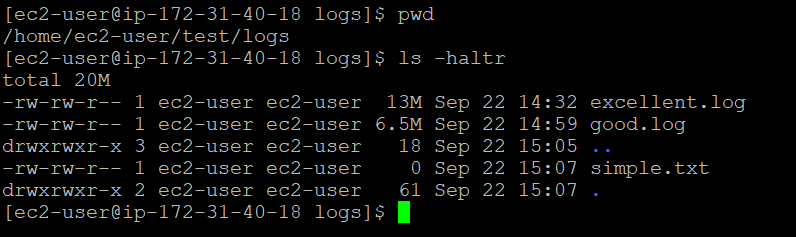 [ec2-user@ip-172-31-40-18 logs]$ pwd
/home/ec2-user/test/logs
[ec2-user@ip-172-31-40-18 logs]$ ls -haltr
total 20M
-rw-rw-r-- 1 ec2-user ec2-user  13M Sep 22 14:32 excellent.log
-rw-rw-r-- 1 ec2-user ec2-user 6.5M Sep 22 14:59 good.log
drwxrwxr-x 3 ec2-user ec2-user   18 Sep 22 15:05 ..
-rw-rw-r-- 1 ec2-user ec2-user    0 Sep 22 15:07 simple.txt
drwxrwxr-x 2 ec2-user ec2-user   61 Sep 22 15:07 .
[ec2-user@ip-172-31-40-18 logs]$